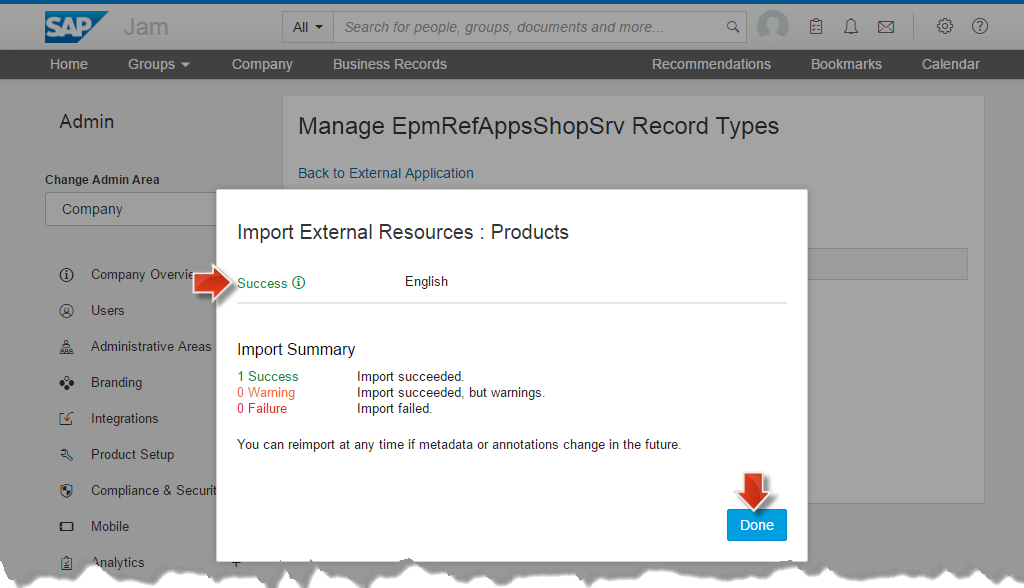 SAP Jam
All
Search for people, groups, documents and more...
Home Groups Company Business Records Recommendations Bookmarks Calendar
Admin
Manage EpmRefAppsShopSrv Record Types
Back to External Application
Change Admin Area
Company
Company Overvie
Users
Administrative Areas
Branding
Integrations
Product Setup
Compliance & Securit
Mobile
Analytics
Import External Resources : Products
Success English
Import Summary
1 Success Import succeeded.
0 Warning Import succeeded, but warnings.
0 Failure Import failed.
You can reimport at any time if metadata or annotations change in the future.
Done